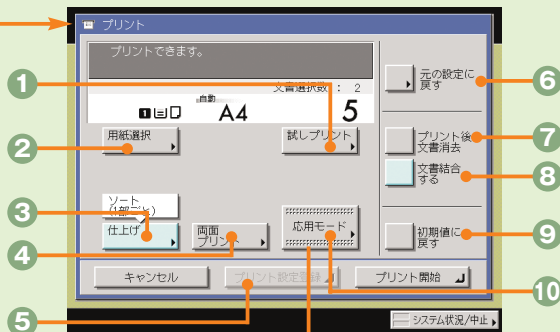 プリント
プリントできます。
文書選択数 : 2
自動
1
A4
5
用紙選択
試しプリント
ソート
(1部ごと)
仕上げ
両面
プリント
応用モード
元の設定に
戻す
プリント後
文書消去
文書結合
する
初期値に
戻す
キャンセル
プリント設定登録
プリント開始
システム状況/中止
1
2
3
4
5
6
7
8
9
10